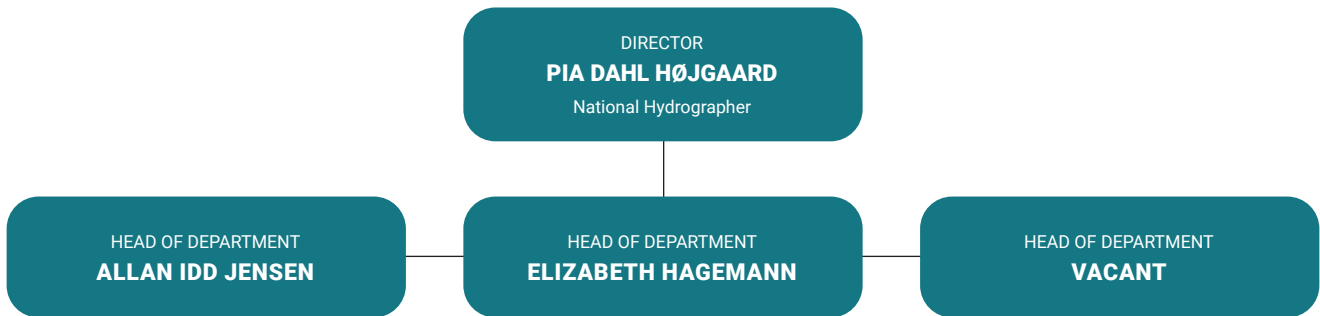 DIRECTOR
PIA DAHL HØJGAARD
National Hydrographer
HEAD OF DEPARTMENT
ALLAN IDD JENSEN
HEAD OF DEPARTMENT
ELIZABETH HAGEMANN
HEAD OF DEPARTMENT
VACANT